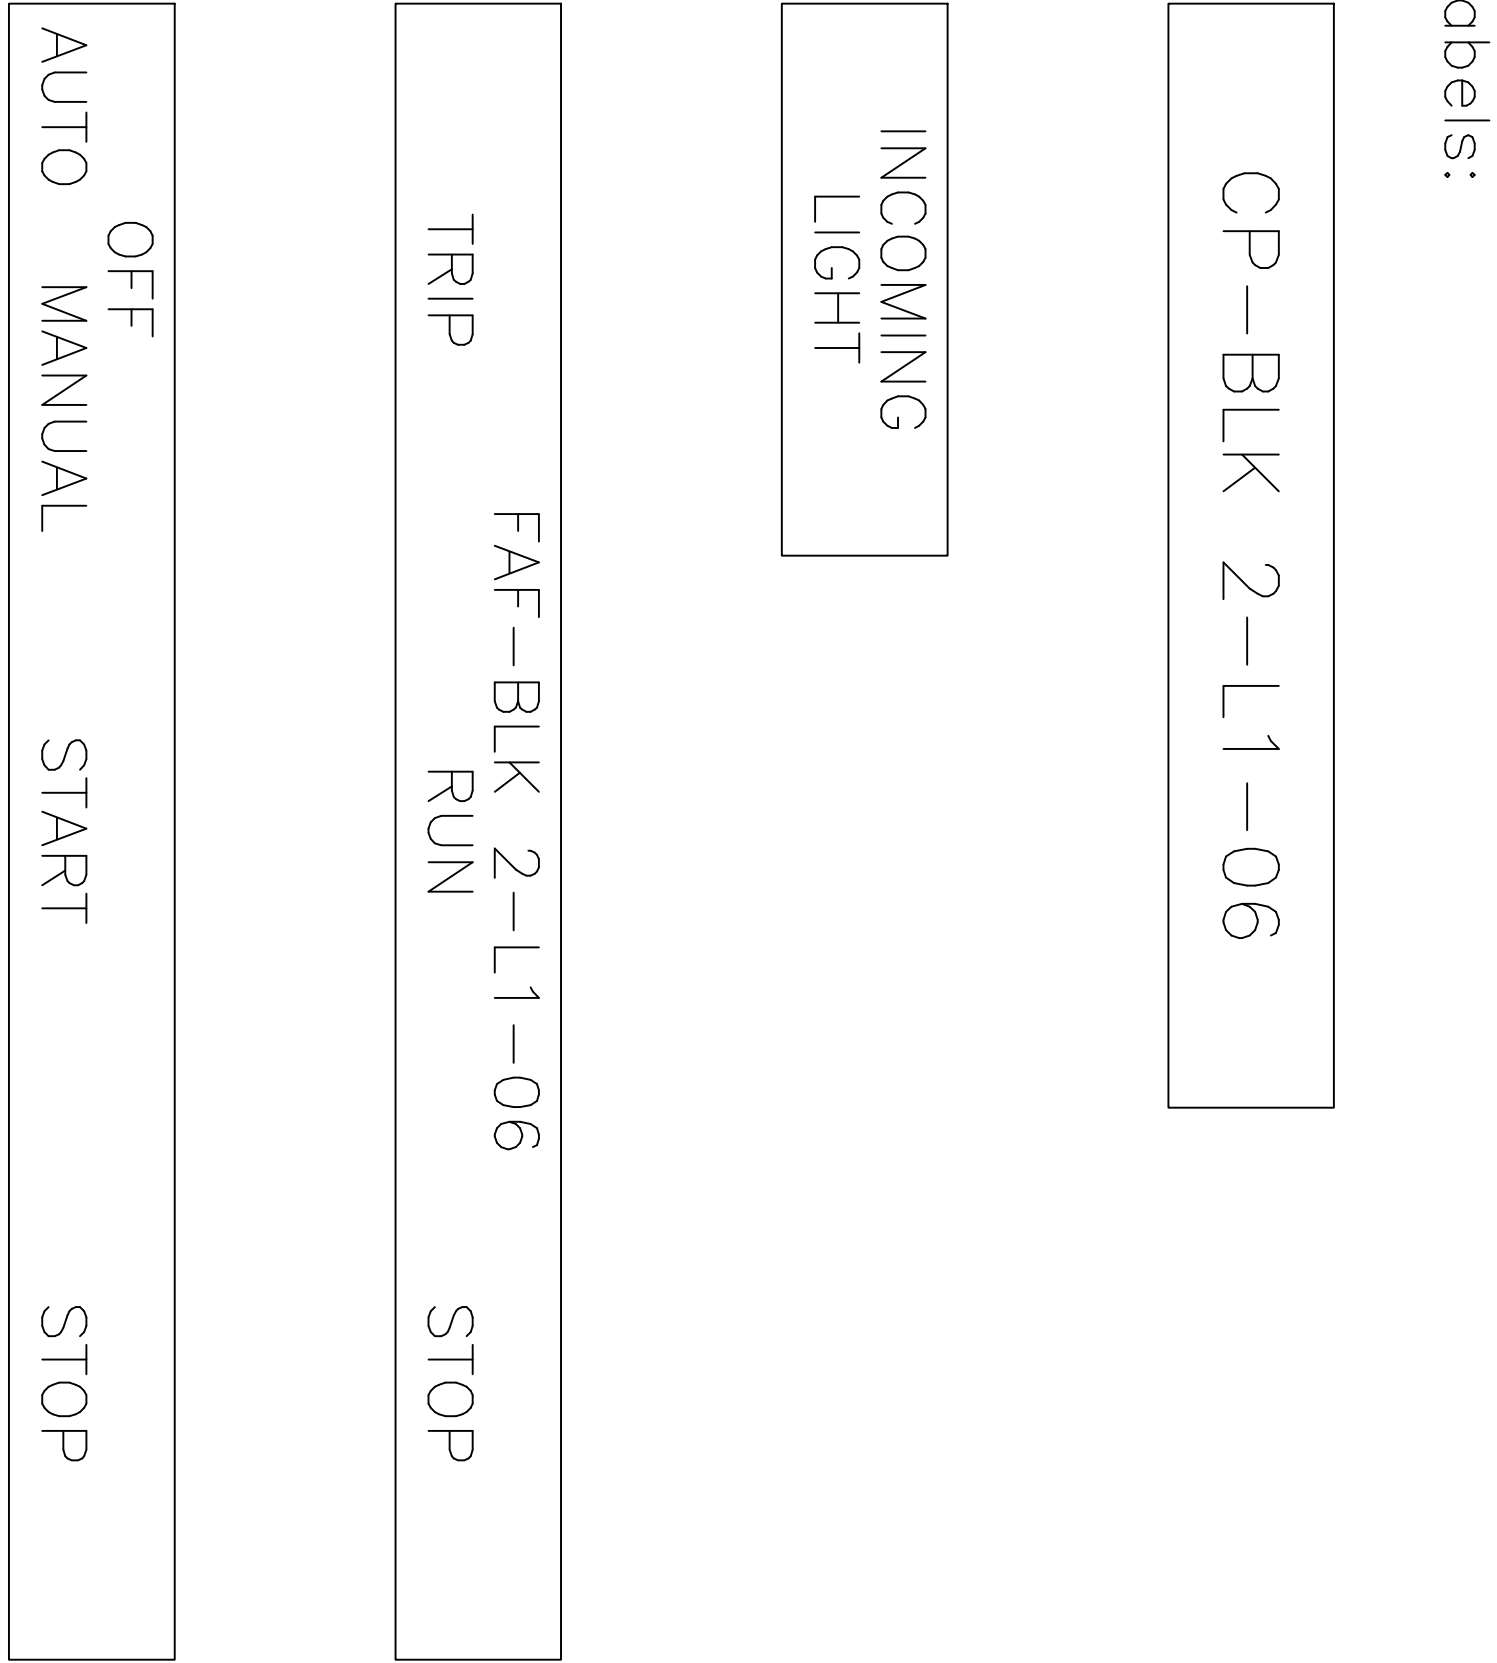 abels:
CP-BLK 2-L1-06
INCOMING
LIGHT
FAF-BLK 2-L1-06
TRIP RUN STOP
OFF
AUTO MANUAL START STOP